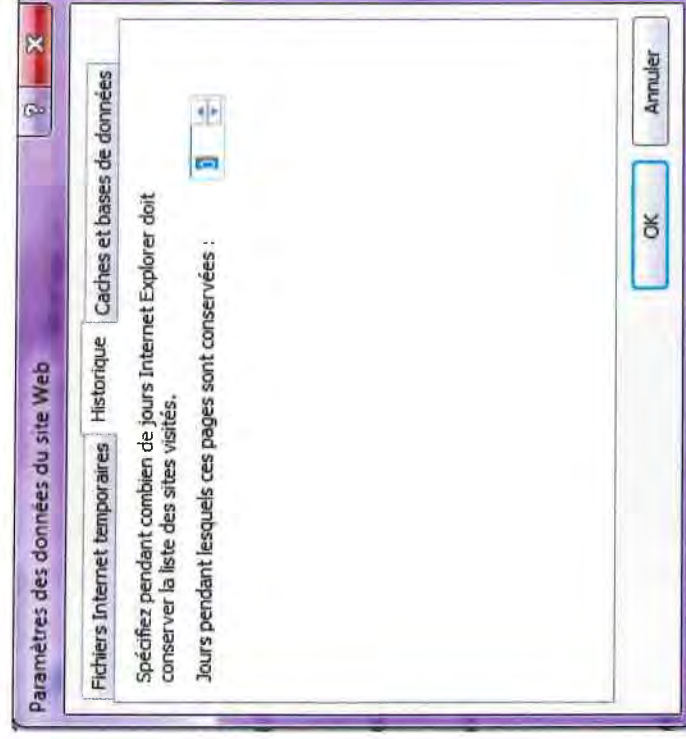 Paramètres des données du site Web
Fichiers Internet temporaires Historique Caches et bases de données
Spécifiez pendant combien de jours Internet Explorer doit
conserver la liste des sites visités.
Jours pendant lesquels ces pages sont conservées :
OK Annuler